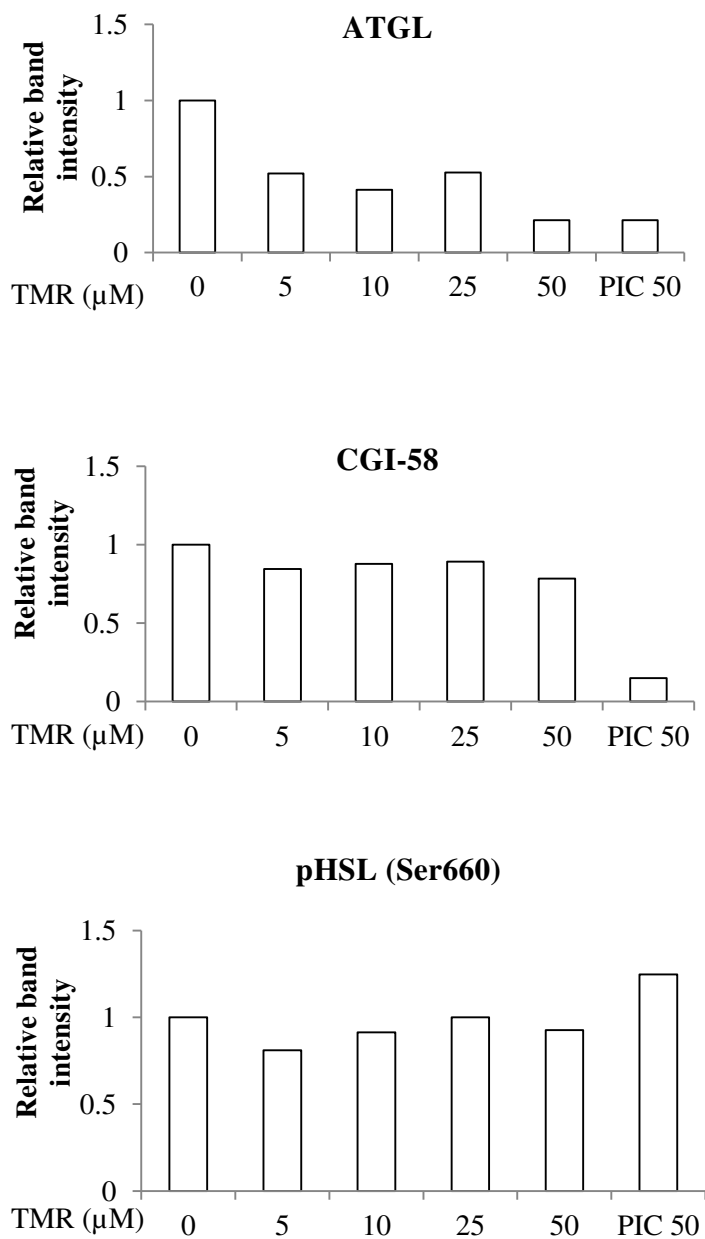 ATGL
Relative band
intensity
1.5
1
0.5
0
TMR (µM)
0 5 10 25 50 PIC 50
CGI-58
Relative band
intensity
1.5
1
0.5
0
TMR (µM)
0 5 10 25 50 PIC 50
pHSL (Ser660)
Relative band
intensity
1.5
1
0.5
0
TMR (µM)
0 5 10 25 50 PIC 50